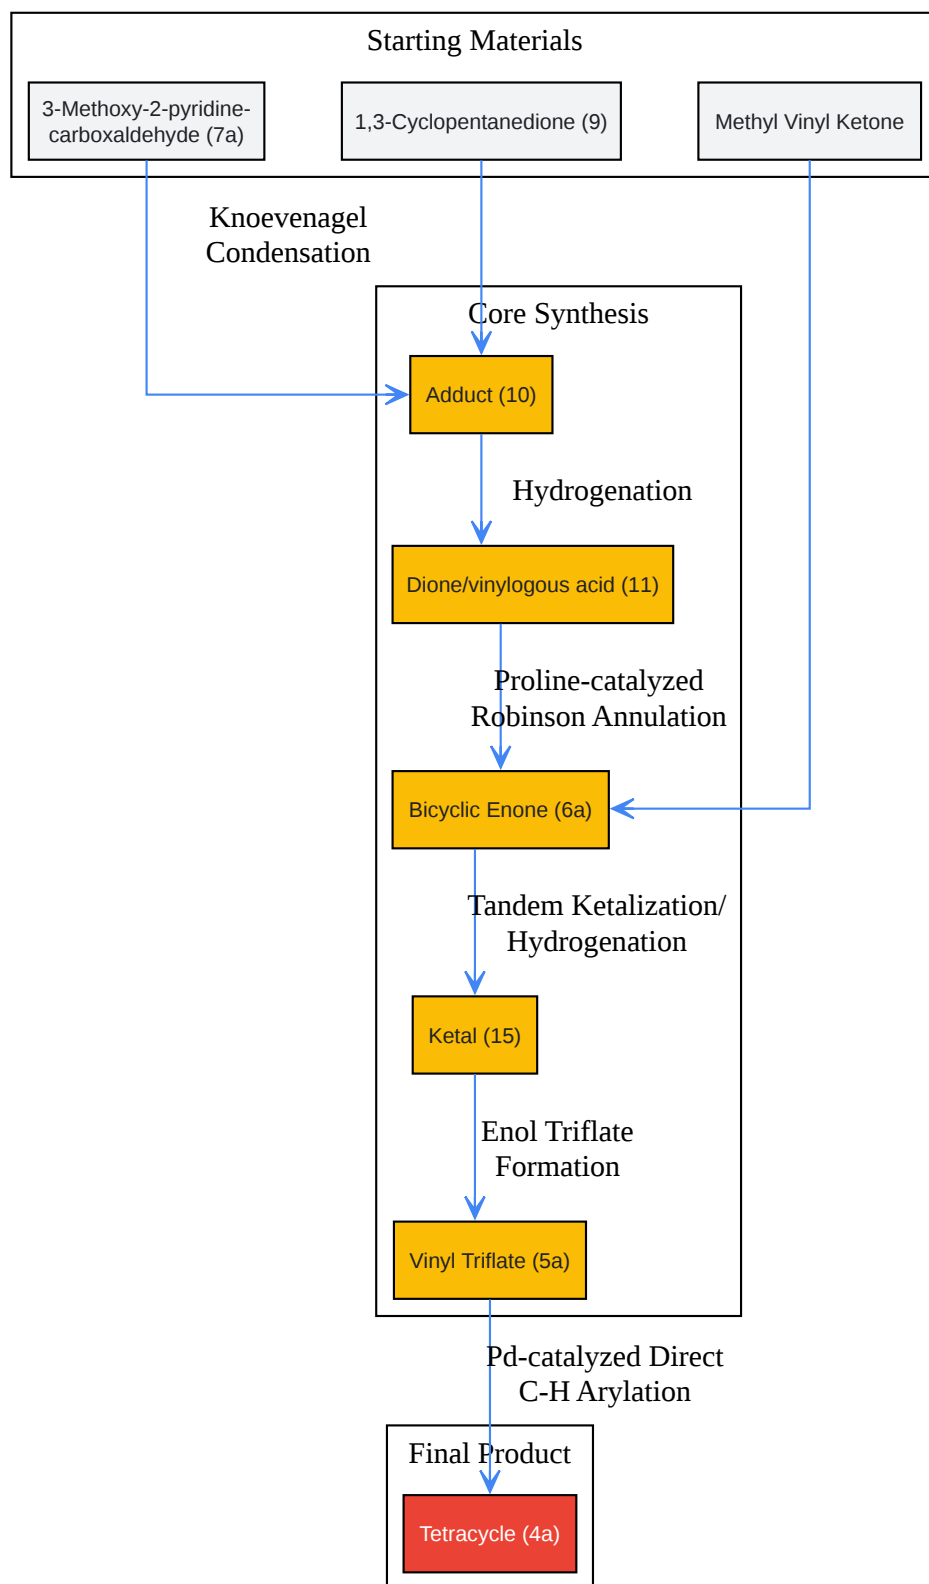 Starting Materials
3-Methoxy-2-pyridine-
carboxaldehyde (7a)
1,3-Cyclopentanedione (9)
Methyl Vinyl Ketone
Knoevenagel
Condensation
Core Synthesis
Adduct (10)
Hydrogenation
Dione/vinylogous acid (11)
Proline-catalyzed
Robinson Annulation
Bicyclic Enone (6a)
Tandem Ketalization/
Hydrogenation
Ketal (15)
Enol Triflate
Formation
Vinyl Triflate (5a)
Pd-catalyzed Direct
C-H Arylation
Final Product
Tetracycle (4a)